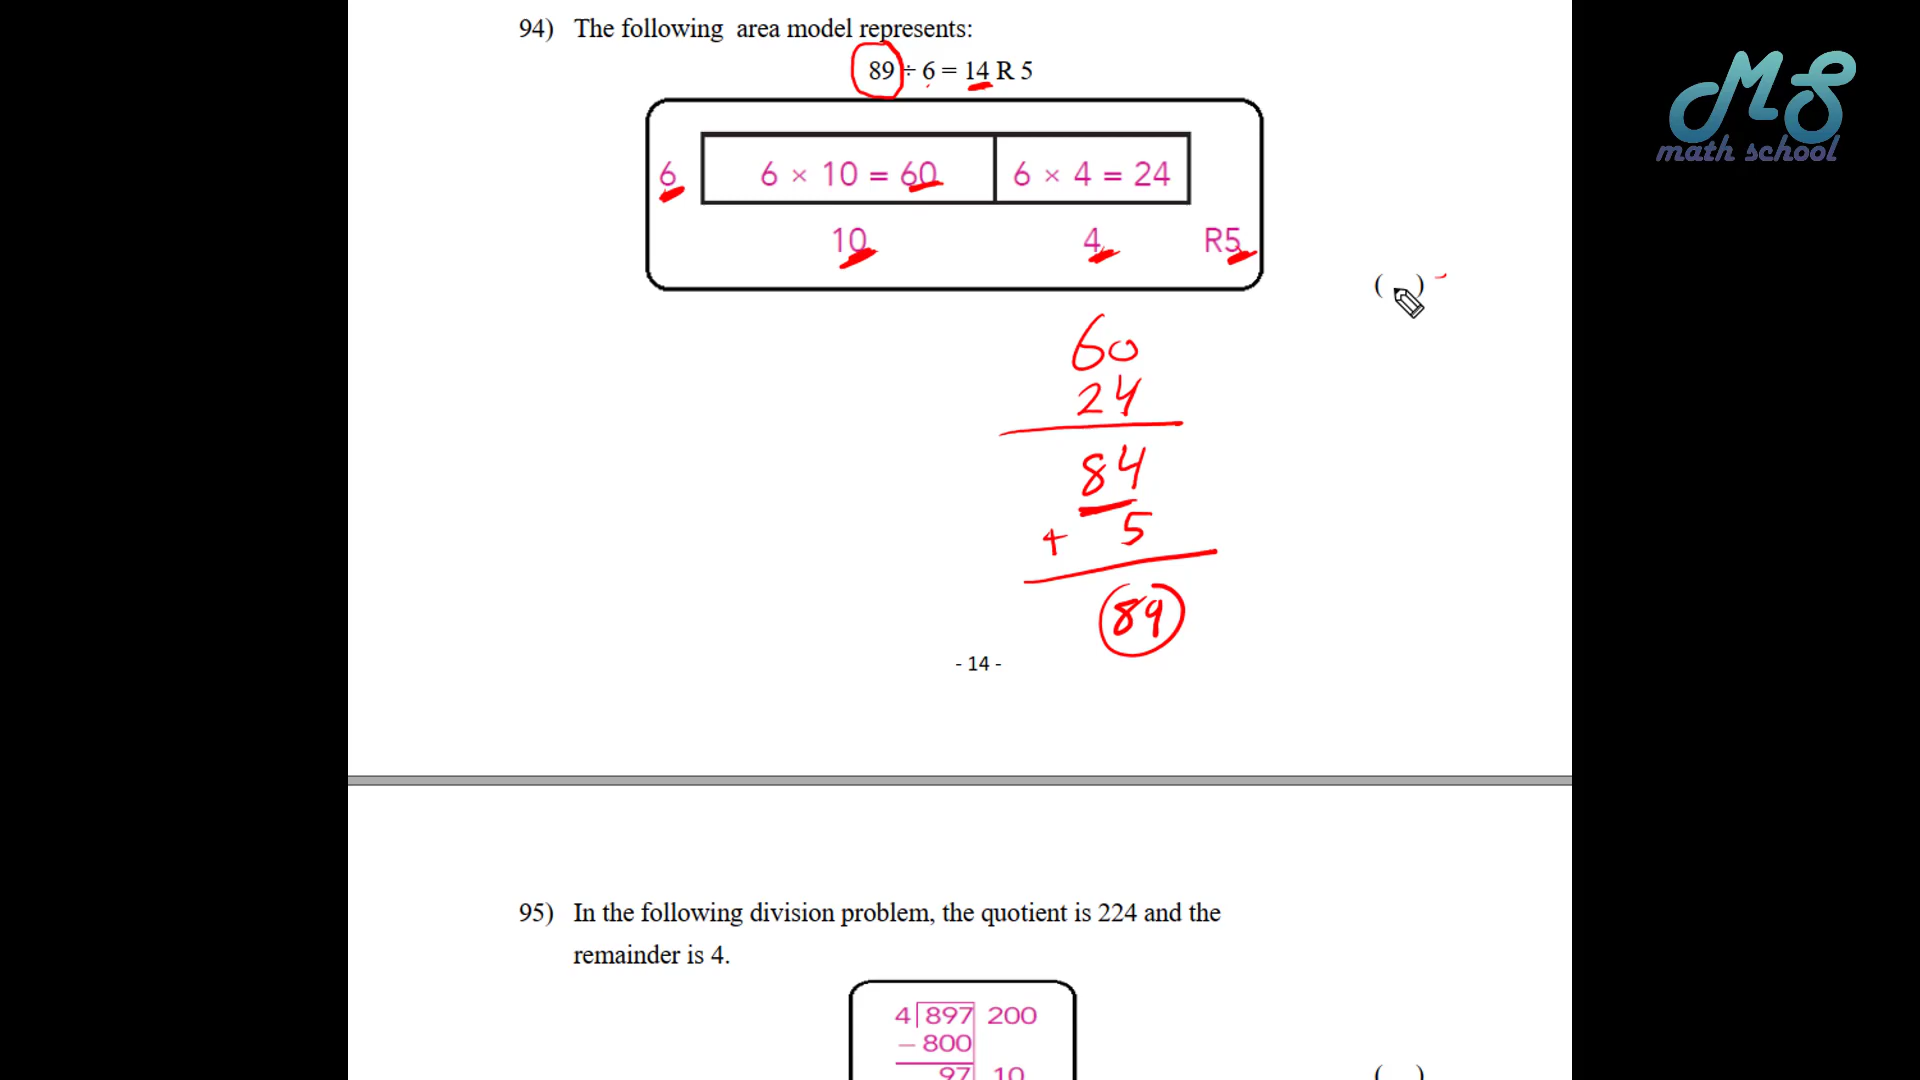 94) The following area model represents:
89 ÷ 6 = 14 R 5
6 6 × 10 = 60 6 × 4 = 24
10 4 R5
( )
60
24
84
+ 5
89
- 14 -
95) In the following division problem, the quotient is 224 and the
remainder is 4.
4 897 200
– 800
97 10
( )
MS
math school